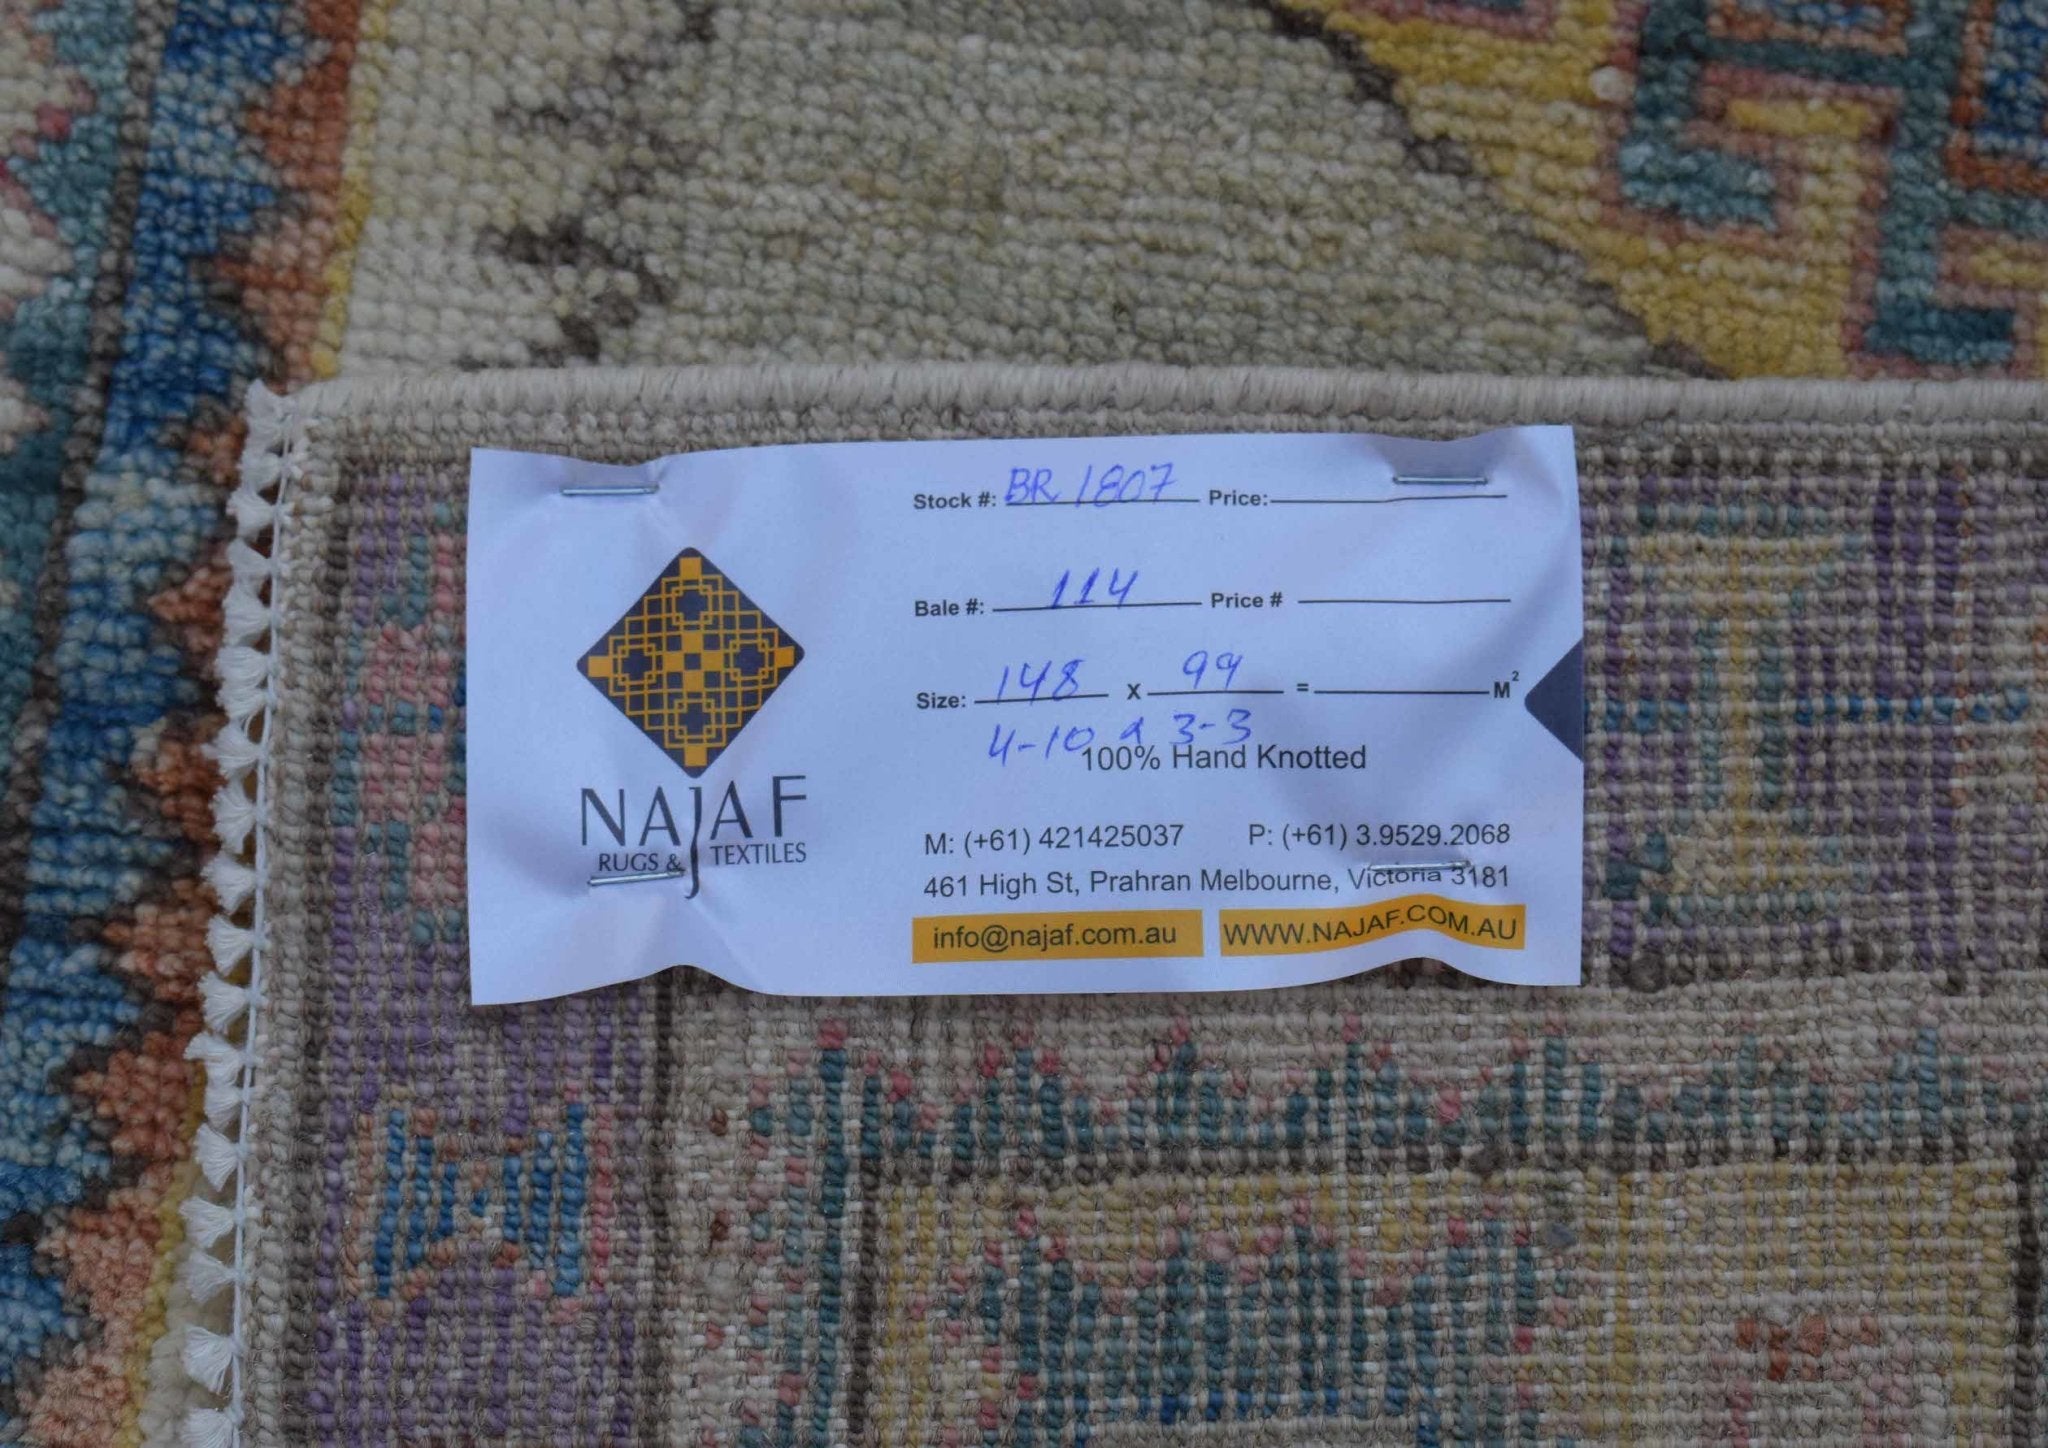 Stock #: BR 1807 Price:
Bale #: 114 Price #
Size: 148 X 99 = M²
4-10 x 3-3
100% Hand Knotted
NAJAF
RUGS & TEXTILES
M: (+61) 421425037 P: (+61) 3.9529.2068
461 High St, Prahran Melbourne, Victoria 3181
info@najaf.com.au WWW.NAJAF.COM.AU